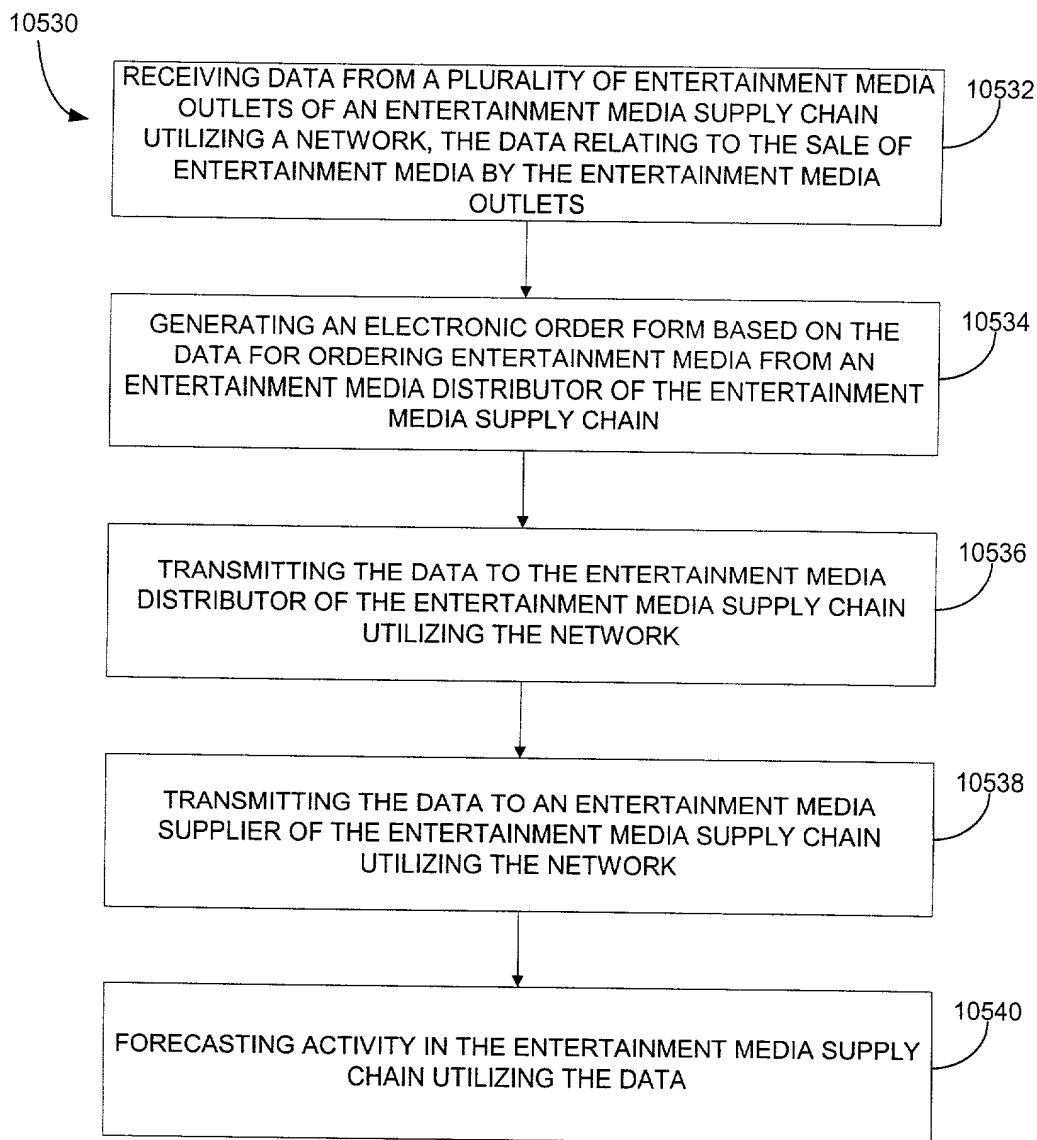 10530
RECEIVING DATA FROM A PLURALITY OF ENTERTAINMENT MEDIA
OUTLETS OF AN ENTERTAINMENT MEDIA SUPPLY CHAIN
UTILIZING A NETWORK, THE DATA RELATING TO THE SALE OF
ENTERTAINMENT MEDIA BY THE ENTERTAINMENT MEDIA
OUTLETS
10532
GENERATING AN ELECTRONIC ORDER FORM BASED ON THE
DATA FOR ORDERING ENTERTAINMENT MEDIA FROM AN
ENTERTAINMENT MEDIA DISTRIBUTOR OF THE ENTERTAINMENT
MEDIA SUPPLY CHAIN
10534
TRANSMITTING THE DATA TO THE ENTERTAINMENT MEDIA
DISTRIBUTOR OF THE ENTERTAINMENT MEDIA SUPPLY CHAIN
UTILIZING THE NETWORK
10536
TRANSMITTING THE DATA TO AN ENTERTAINMENT MEDIA
SUPPLIER OF THE ENTERTAINMENT MEDIA SUPPLY CHAIN
UTILIZING THE NETWORK
10538
FORECASTING ACTIVITY IN THE ENTERTAINMENT MEDIA SUPPLY
CHAIN UTILIZING THE DATA
10540